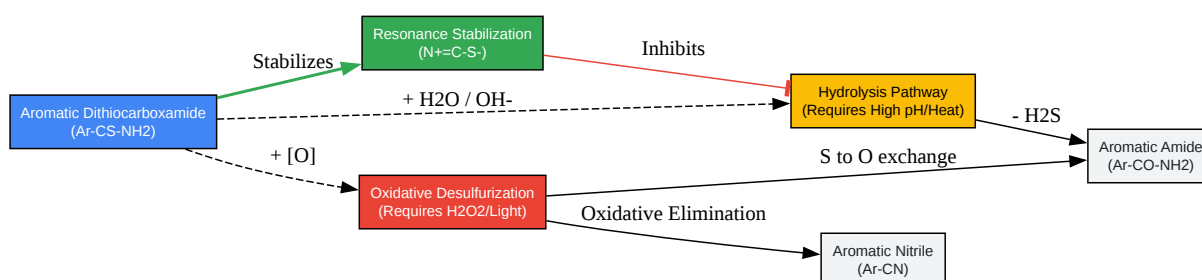 Resonance Stabilization
(N+=C-S-)
Stabilizes
Inhibits
Aromatic Dithiocarboxamide
(Ar-CS-NH2)
+ H2O / OH-
Hydrolysis Pathway
(Requires High pH/Heat)
- H2S
Aromatic Amide
(Ar-CO-NH2)
+ [O]
Oxidative Desulfurization
(Requires H2O2/Light)
S to O exchange
Oxidative Elimination
Aromatic Nitrile
(Ar-CN)